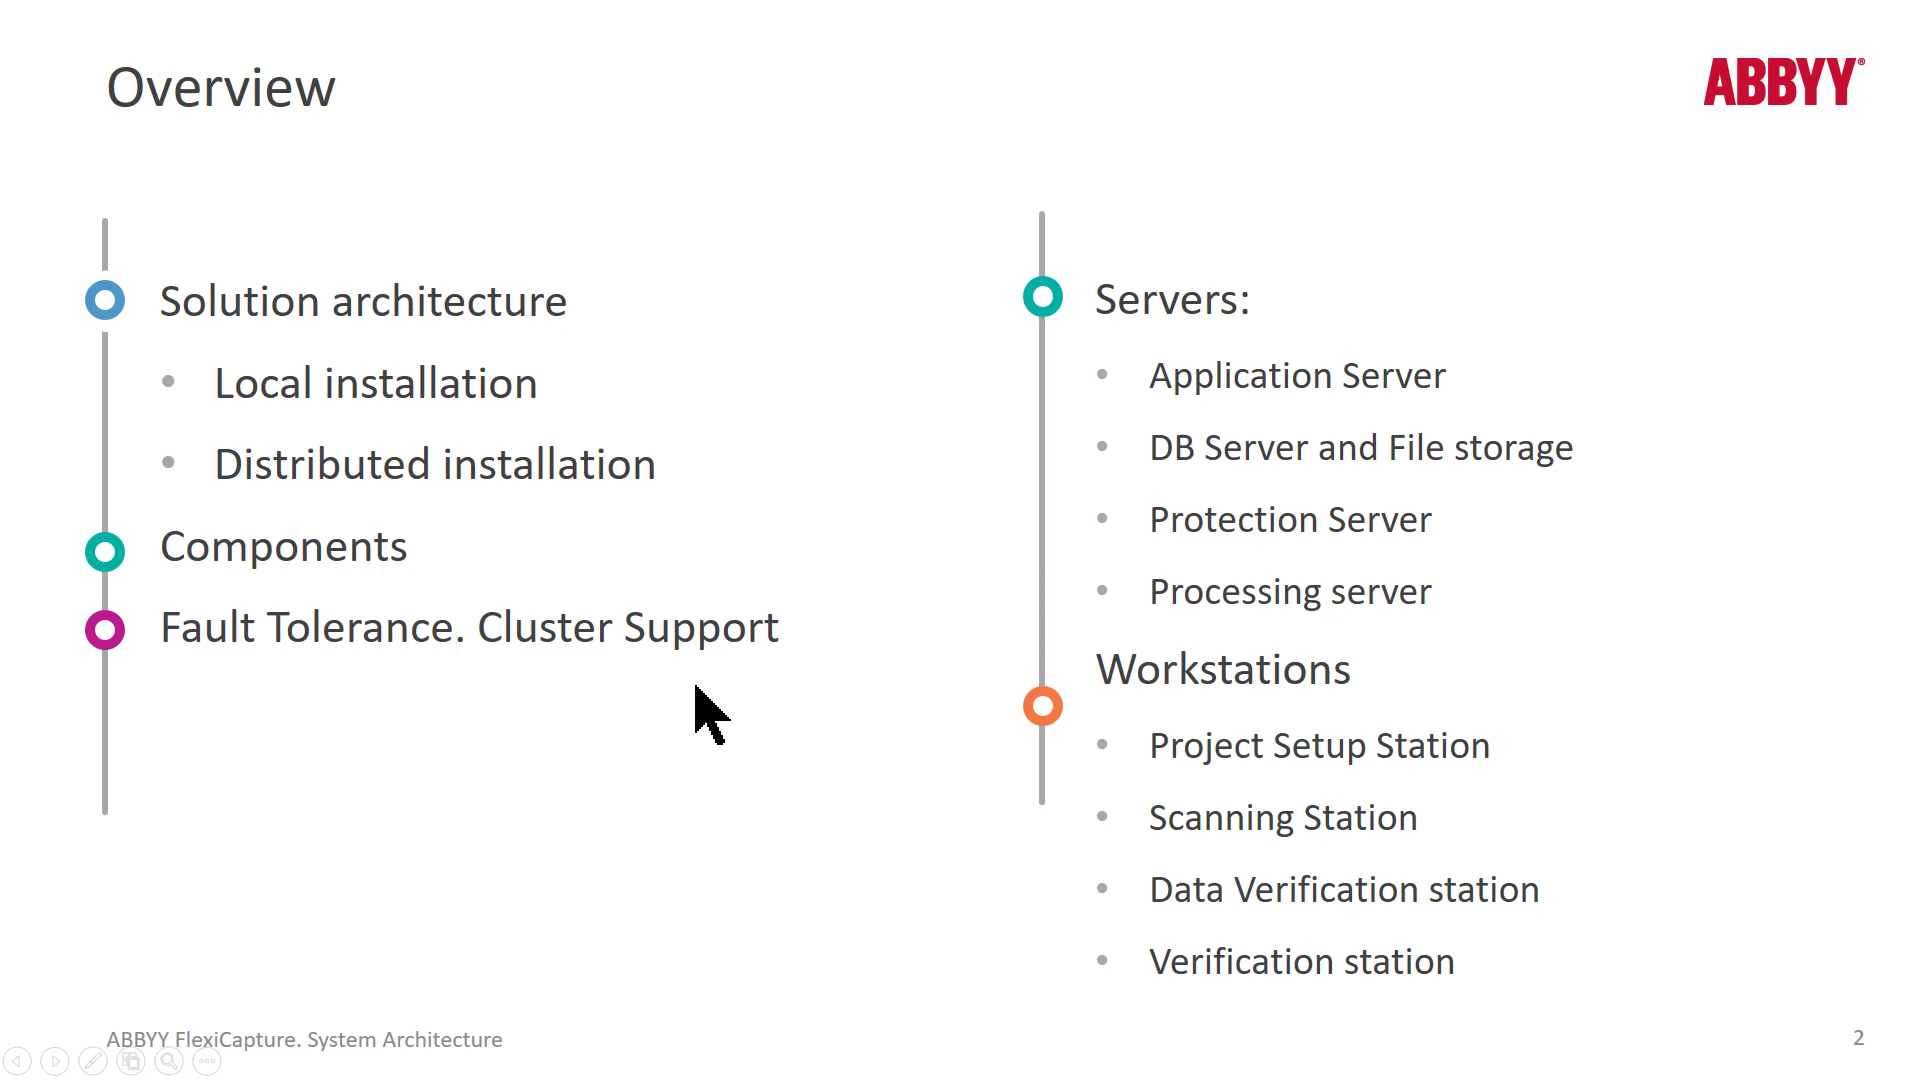 Overview
ABBYY®
Solution architecture
• Local installation
• Distributed installation
Components
Fault Tolerance. Cluster Support
Servers:
• Application Server
• DB Server and File storage
• Protection Server
• Processing server
Workstations
• Project Setup Station
• Scanning Station
• Data Verification station
• Verification station
ABBYY FlexiCapture. System Architecture
2